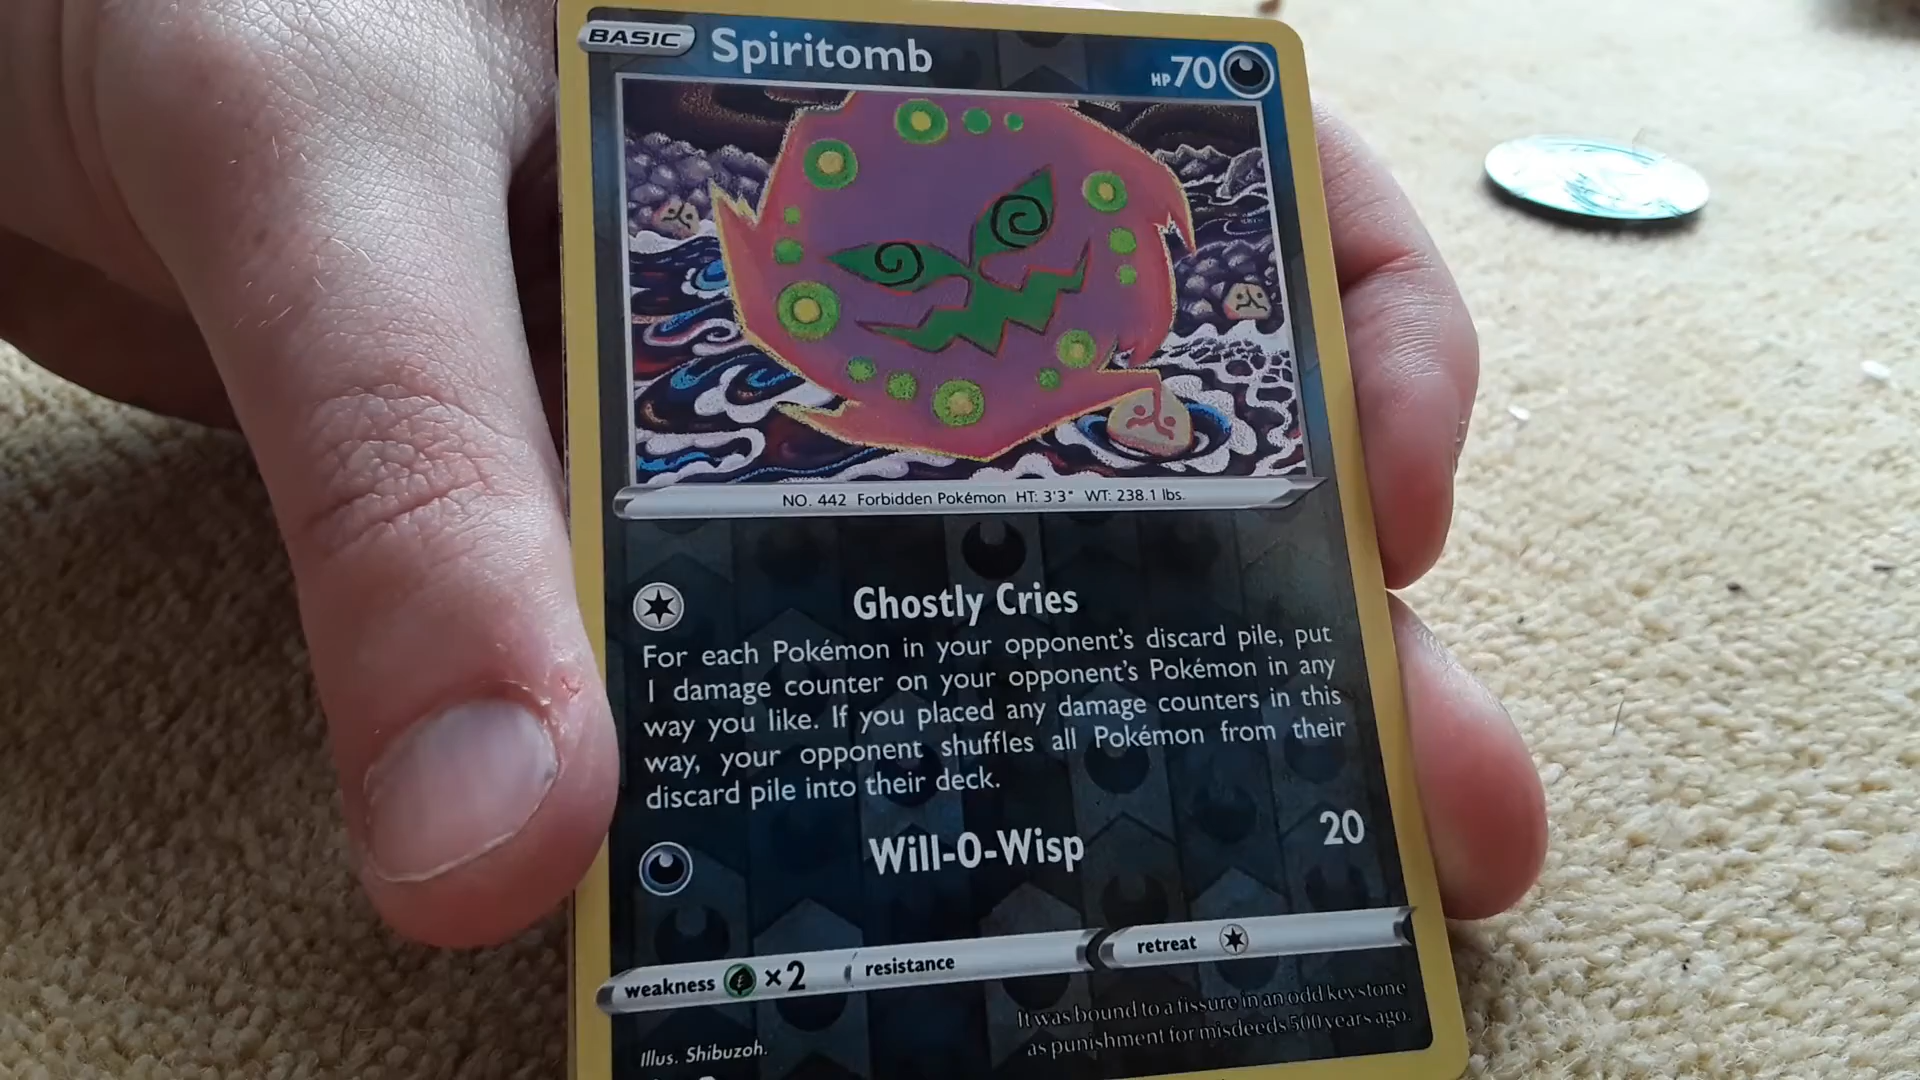 BASIC Spiritomb HP 70
NO. 442 Forbidden Pokémon HT: 3'3" WT: 238.1 lbs.
Ghostly Cries
For each Pokémon in your opponent's discard pile, put
1 damage counter on your opponent's Pokémon in any
way you like. If you placed any damage counters in this
way, your opponent shuffles all Pokémon from their
discard pile into their deck.
Will-O-Wisp 20
weakness ×2 resistance retreat
It was bound to a fissure in an odd keystone
as punishment for misdeeds 500 years ago.
Illus. Shibuzoh.